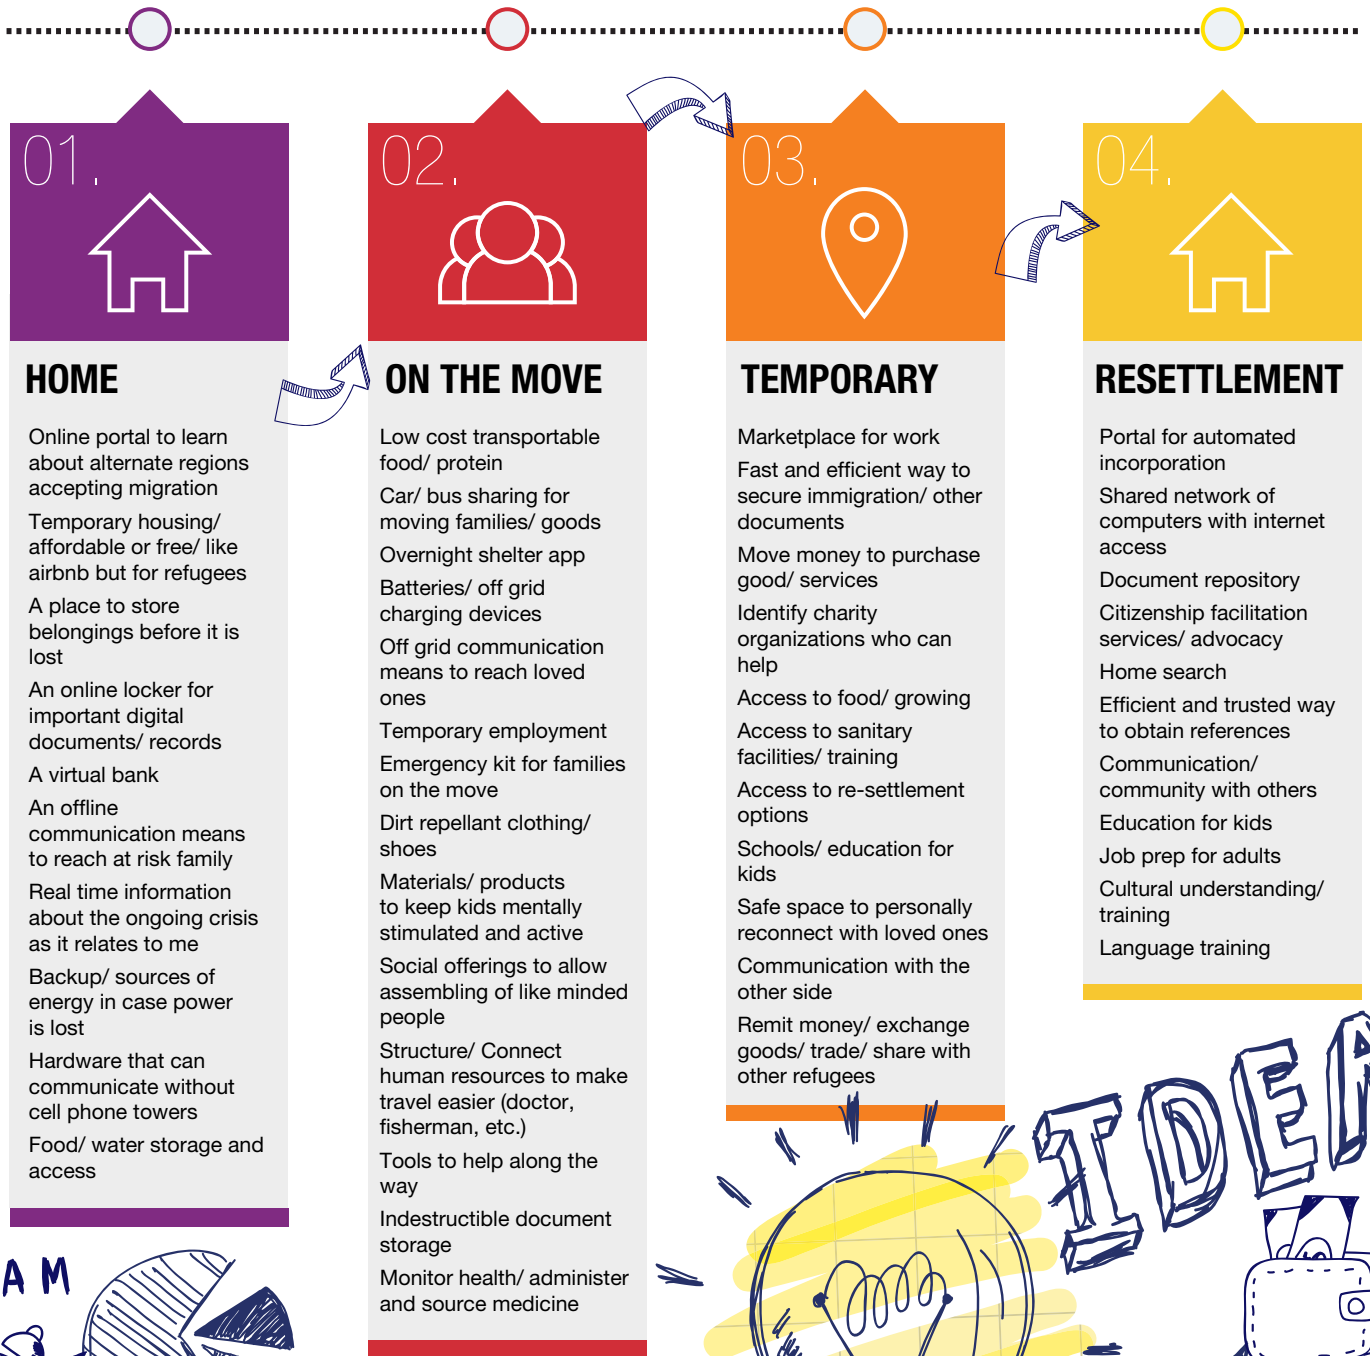 01.
HOME
Online portal to learn
about alternate regions
accepting migration
Temporary housing/
affordable or free/ like
airbnb but for refugees
A place to store
belongings before it is
lost
An online locker for
important digital
documents/ records
A virtual bank
An offline
communication means
to reach at risk family
Real time information
about the ongoing crisis
as it relates to me
Backup/ sources of
energy in case power
is lost
Hardware that can
communicate without
cell phone towers
Food/ water storage and
access
02.
ON THE MOVE
Low cost transportable
food/ protein
Car/ bus sharing for
moving families/ goods
Overnight shelter app
Batteries/ off grid
charging devices
Off grid communication
means to reach loved
ones
Temporary employment
Emergency kit for families
on the move
Dirt repellant clothing/
shoes
Materials/ products
to keep kids mentally
stimulated and active
Social offerings to allow
assembling of like minded
people
Structure/ Connect
human resources to make
travel easier (doctor,
fisherman, etc.)
Tools to help along the
way
Indestructible document
storage
Monitor health/ administer
and source medicine
03.
TEMPORARY
Marketplace for work
Fast and efficient way to
secure immigration/ other
documents
Move money to purchase
good/ services
Identify charity
organizations who can
help
Access to food/ growing
Access to sanitary
facilities/ training
Access to re-settlement
options
Schools/ education for
kids
Safe space to personally
reconnect with loved ones
Communication with the
other side
Remit money/ exchange
goods/ trade/ share with
other refugees
04.
RESETTLEMENT
Portal for automated
incorporation
Shared network of
computers with internet
access
Document repository
Citizenship facilitation
services/ advocacy
Home search
Efficient and trusted way
to obtain references
Communication/
community with others
Education for kids
Job prep for adults
Cultural understanding/
training
Language training
IDEA
AM